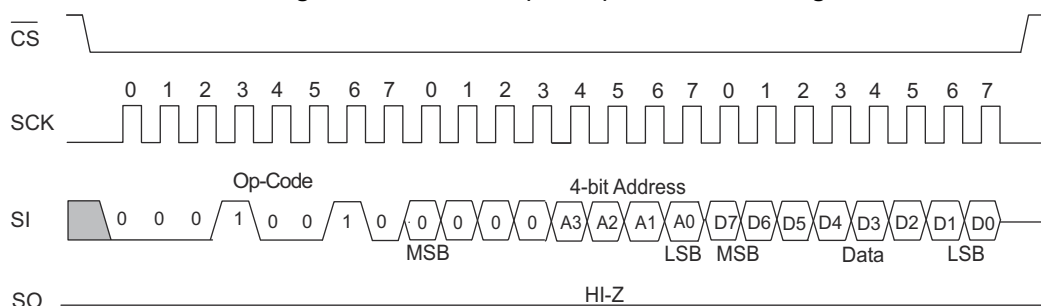 CS
0 1 2 3 4 5 6 7 0 1 2 3 4 5 6 7 0 1 2 3 4 5 6 7
SCK
Op-Code 4-bit Address
SI 0 0 0 1 0 0 1 0 0 0 0 0 A3 A2 A1 A0 D7 D6 D5 D4 D3 D2 D1 D0
MSB LSB MSB Data LSB
HI-Z
SO